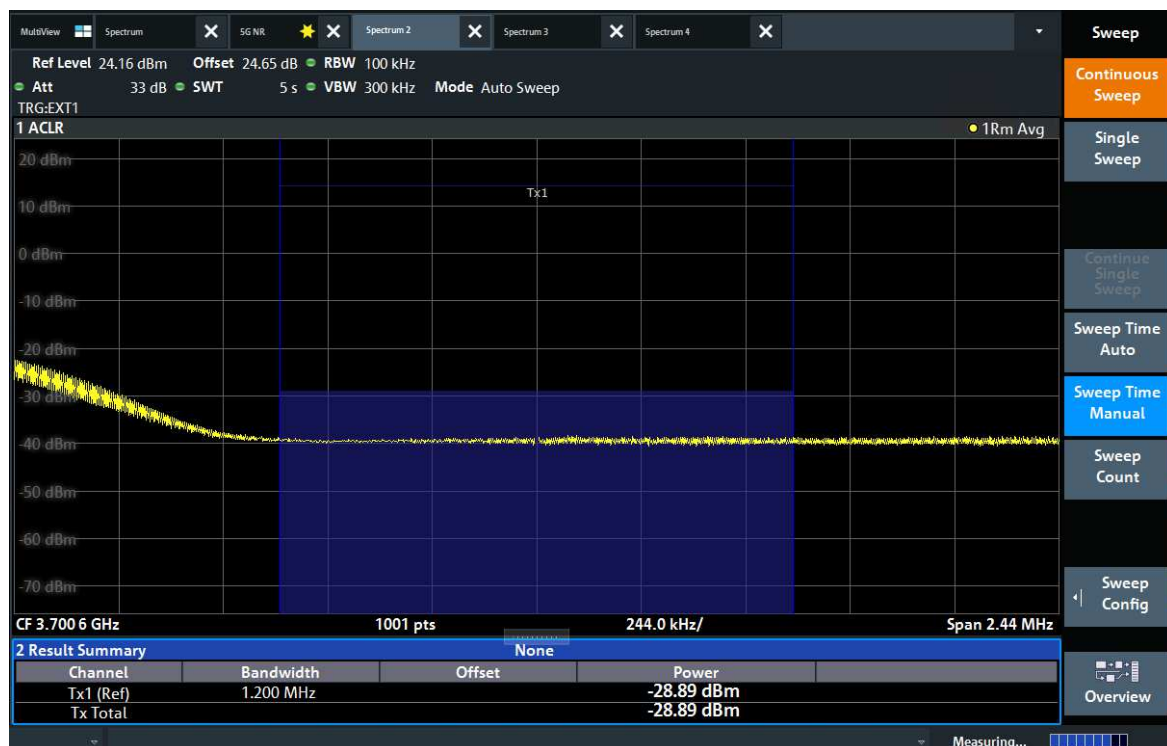 MultiView Spectrum 5G NR Spectrum 2 Spectrum 3 Spectrum 4
Sweep
Ref Level 24.16 dBm Offset 24.65 dB RBW 100 kHz
Att 33 dB SWT 5 s VBW 300 kHz Mode Auto Sweep
TRG:EXT1
1 ACLR 1Rm Avg
20 dBm
Tx1
10 dBm
0 dBm
-10 dBm
-20 dBm
-30 dBm
-40 dBm
-50 dBm
-60 dBm
-70 dBm
CF 3.700 6 GHz 1001 pts 244.0 kHz/ Span 2.44 MHz
2 Result Summary None
Channel Bandwidth Offset Power
Tx1 (Ref) 1.200 MHz -28.89 dBm
Tx Total -28.89 dBm
Measuring...
Continuous
Sweep
Single
Sweep
Continue
Single
Sweep
Sweep Time
Auto
Sweep Time
Manual
Sweep
Count
Sweep
Config
Overview